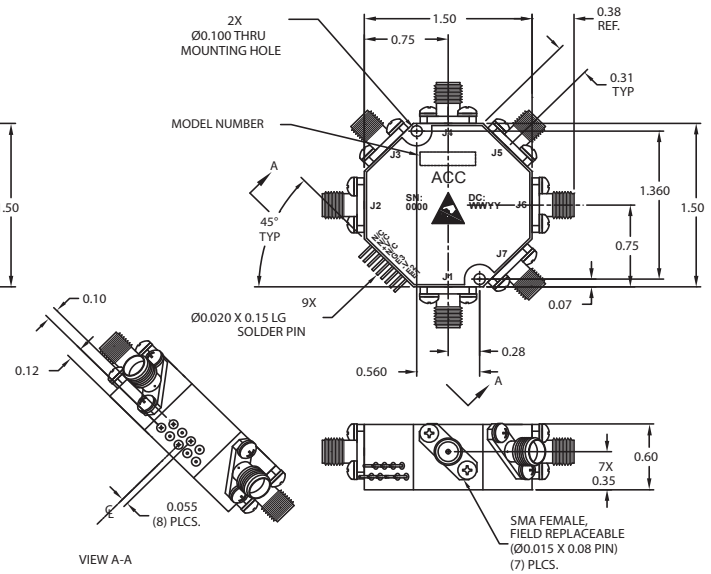 2X
Ø0.100 THRU
MOUNTING HOLE
1.50
0.75
0.38
REF.
0.31
TYP
MODEL NUMBER
J4
J3
J5
ACC
A
J2
SN:
0000
DC:
WWYY
J6
1.360
1.50
.50
45°
TYP
0.75
J7
J1
0.07
9X
Ø0.020 X 0.15 LG
SOLDER PIN
0.28
0.560
A
0.10
0.12
0.055
(8) PLCS.
VIEW A-A
0.60
7X
0.35
SMA FEMALE,
FIELD REPLACEABLE
(Ø0.015 X 0.08 PIN)
(7) PLCS.